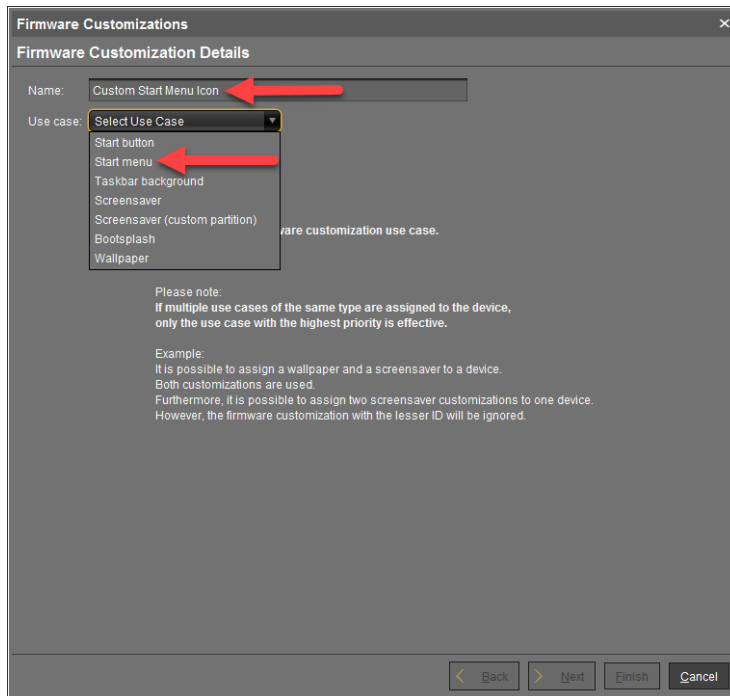 Firmware Customizations
Firmware Customization Details
Name: Custom Start Menu Icon
Use case: Select Use Case
Start button
Start menu
Taskbar background
Screensaver
Screensaver (custom partition)
Bootsplash
Wallpaper
customization use case.
Please note:
If multiple use cases of the same type are assigned to the device,
only the use case with the highest priority is effective.
Example:
It is possible to assign a wallpaper and a screensaver to a device.
Both customizations are used.
Furthermore, it is possible to assign two screensaver customizations to one device.
However, the firmware customization with the lesser ID will be ignored.
Back Next Finish Cancel